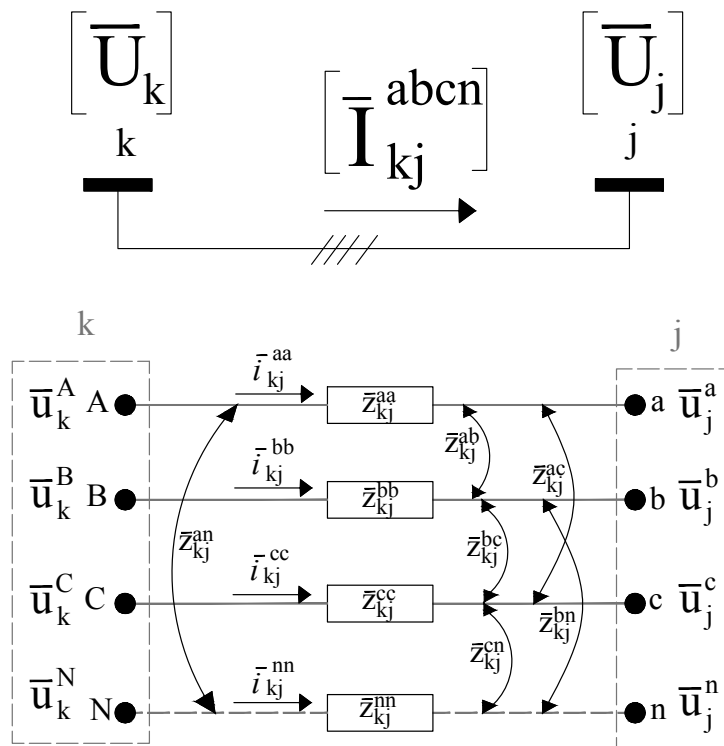 [Ū_k] [Ū_j]
k [Ī_kj^abcn] j
k j
ū_k^A A ī_kj^aa z̄_kj^aa a ū_j^a
z̄_kj^ab z̄_kj^ac
ū_k^B B ī_kj^bb z̄_kj^bb b ū_j^b
z̄_kj^an z̄_kj^bc
ū_k^C C ī_kj^cc z̄_kj^cc c ū_j^c
z̄_kj^cn z̄_kj^bn
ū_k^N N ī_kj^nn z̄_kj^nn n ū_j^n